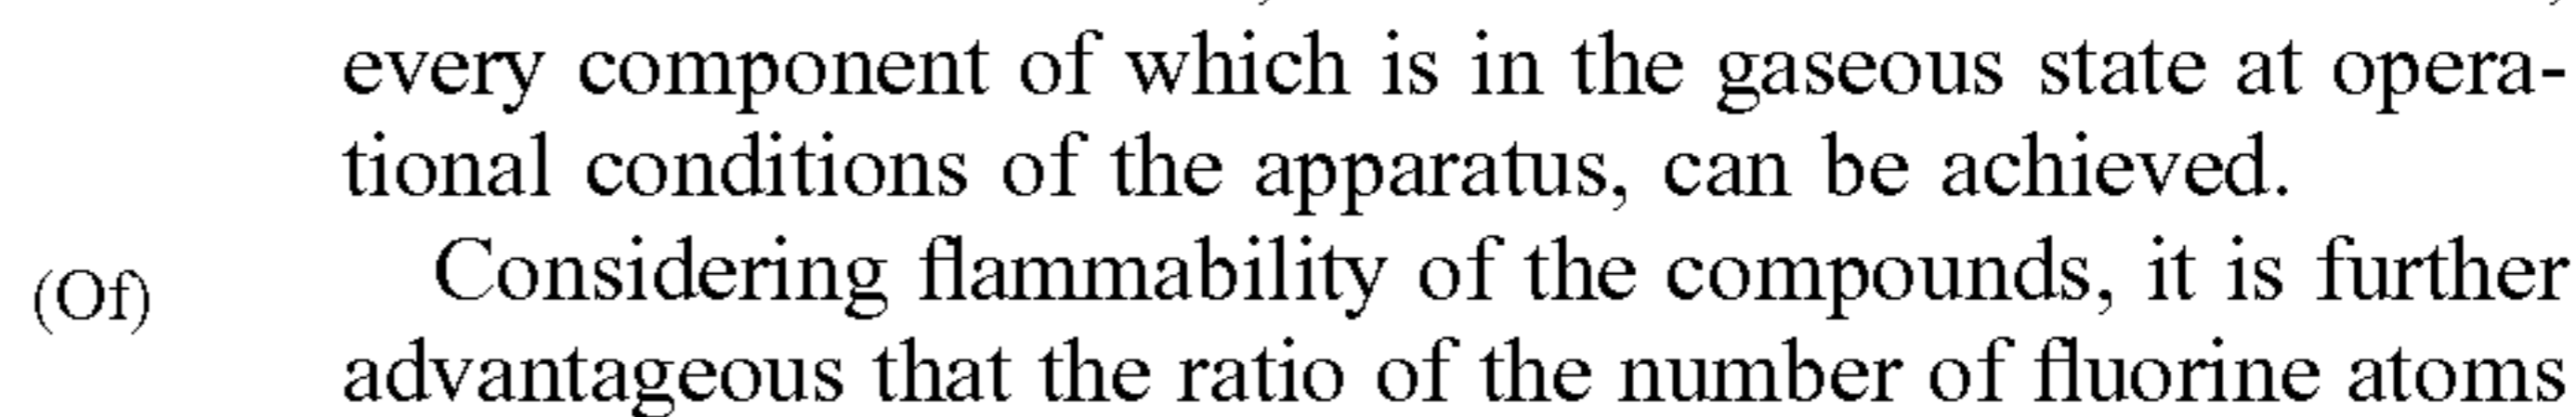 every component of which is in the gaseous state at opera-
tional conditions of the apparatus, can be achieved.
(Of) Considering flammability of the compounds, it is further
advantageous that the ratio of the number of fluorine atoms